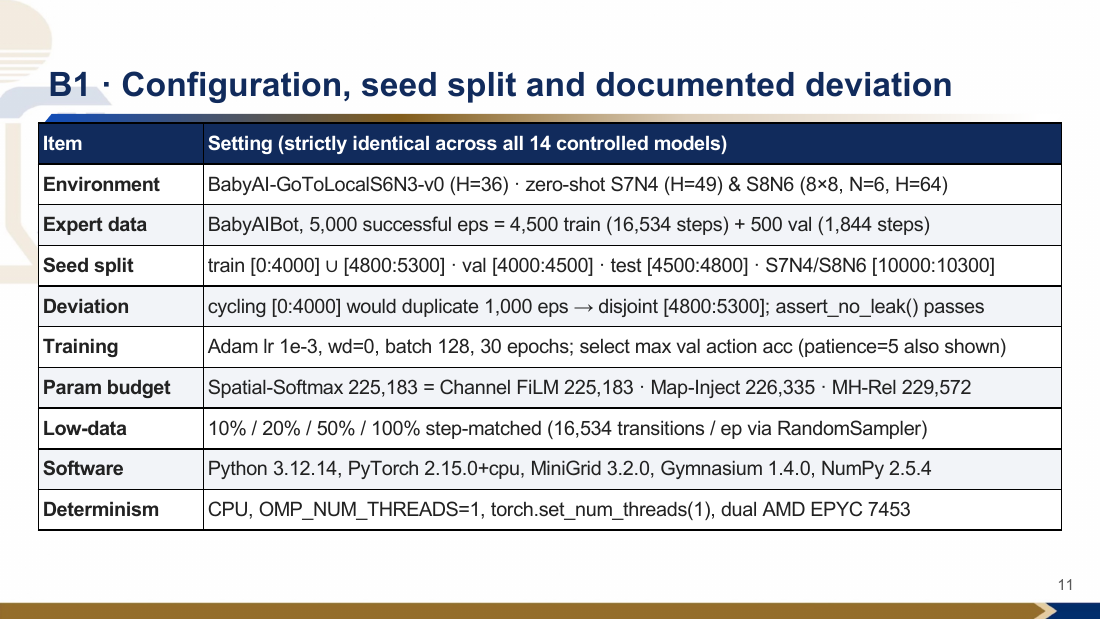 B1 · Configuration, seed split and documented deviation
Item Setting (strictly identical across all 14 controlled models)
Environment BabyAI-GoToLocalS6N3-v0 (H=36) · zero-shot S7N4 (H=49) & S8N6 (8×8, N=6, H=64)
Expert data BabyAIBot, 5,000 successful eps = 4,500 train (16,534 steps) + 500 val (1,844 steps)
Seed split train [0:4000] ∪ [4800:5300] · val [4000:4500] · test [4500:4800] · S7N4/S8N6 [10000:10300]
Deviation cycling [0:4000] would duplicate 1,000 eps → disjoint [4800:5300]; assert_no_leak() passes
Training Adam lr 1e-3, wd=0, batch 128, 30 epochs; select max val action acc (patience=5 also shown)
Param budget Spatial-Softmax 225,183 = Channel FiLM 225,183 · Map-Inject 226,335 · MH-Rel 229,572
Low-data 10% / 20% / 50% / 100% step-matched (16,534 transitions / ep via RandomSampler)
Software Python 3.12.14, PyTorch 2.15.0+cpu, MiniGrid 3.2.0, Gymnasium 1.4.0, NumPy 2.5.4
Determinism CPU, OMP_NUM_THREADS=1, torch.set_num_threads(1), dual AMD EPYC 7453
11